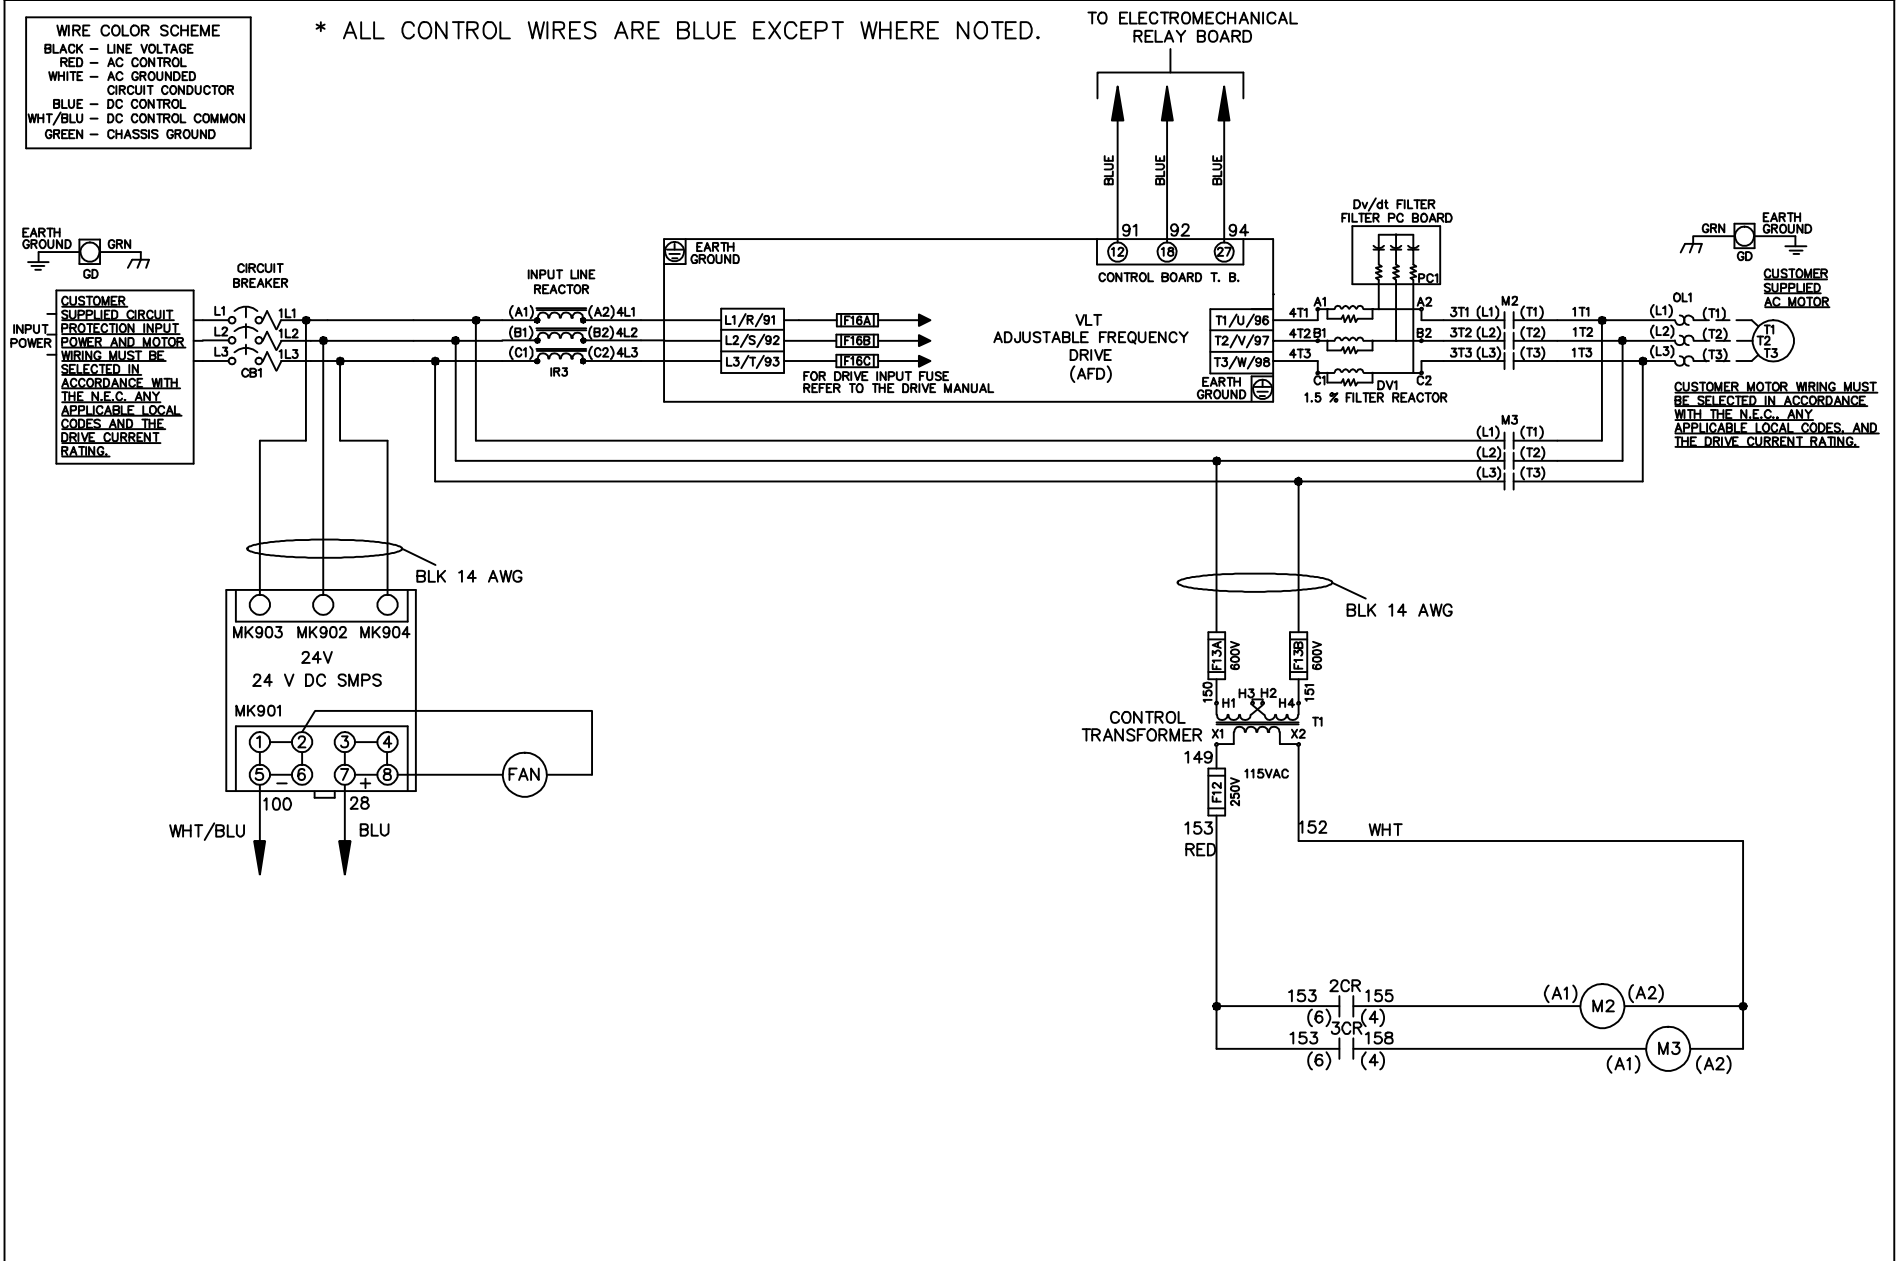 WIRE COLOR SCHEME
BLACK – LINE VOLTAGE
RED – AC CONTROL
WHITE – AC GROUNDED
CIRCUIT CONDUCTOR
BLUE – DC CONTROL
WHT/BLU – DC CONTROL COMMON
GREEN – CHASSIS GROUND
* ALL CONTROL WIRES ARE BLUE EXCEPT WHERE NOTED.
TO ELECTROMECHANICAL
RELAY BOARD
BLUE
BLUE
BLUE
91 92 94
12 18 27
CONTROL BOARD T. B.
EARTH
GROUND
GRN
GD
INPUT
POWER
CUSTOMER
SUPPLIED CIRCUIT
PROTECTION INPUT
POWER AND MOTOR
WIRING MUST BE
SELECTED IN
ACCORDANCE WITH
THE N.E.C. ANY
APPLICABLE LOCAL
CODES AND THE
DRIVE CURRENT
RATING.
CIRCUIT
BREAKER
L1 1L1
L2 1L2
L3 1L3
CB1
INPUT LINE
REACTOR
(A1) (A2) 4L1
(B1) (B2) 4L2
(C1) (C2) 4L3
IR3
EARTH
GROUND
L1/R/91
L2/S/92
L3/T/93
IF16A
IF16B
IF16C
FOR DRIVE INPUT FUSE
REFER TO THE DRIVE MANUAL
VLT
ADJUSTABLE FREQUENCY
DRIVE
(AFD)
T1/U/96
T2/V/97
T3/W/98
EARTH
GROUND
Dv/dt FILTER
FILTER PC BOARD
PC1
4T1 A1 A2
4T2 B1 B2
4T3
C1 DV1 C2
1.5 % FILTER REACTOR
M2
3T1 (L1) (T1) 1T1
3T2 (L2) (T2) 1T2
3T3 (L3) (T3) 1T3
M3
(L1) (T1)
(L2) (T2)
(L3) (T3)
GRN
EARTH
GROUND
GD
CUSTOMER
SUPPLIED
AC MOTOR
OL1
(L1) (T1)
(L2) (T2)
(L3) (T3)
T1
T2
T3
CUSTOMER MOTOR WIRING MUST
BE SELECTED IN ACCORDANCE
WITH THE N.E.C., ANY
APPLICABLE LOCAL CODES, AND
THE DRIVE CURRENT RATING.
BLK 14 AWG
MK903 MK902 MK904
24V
24 V DC SMPS
MK901
1 2 3 4
5 – 6 7 + 8
FAN
100 28
WHT/BLU BLU
BLK 14 AWG
F13A 600V
F13B 600V
150 151
H1 H3 H2 H4
T1
CONTROL
TRANSFORMER
X1 X2
149
115VAC
F12 250V
153 152 WHT
RED
2CR
153 155
(6) (4)
(A1) M2 (A2)
3CR
153 158
(6) (4)
(A1) M3 (A2)